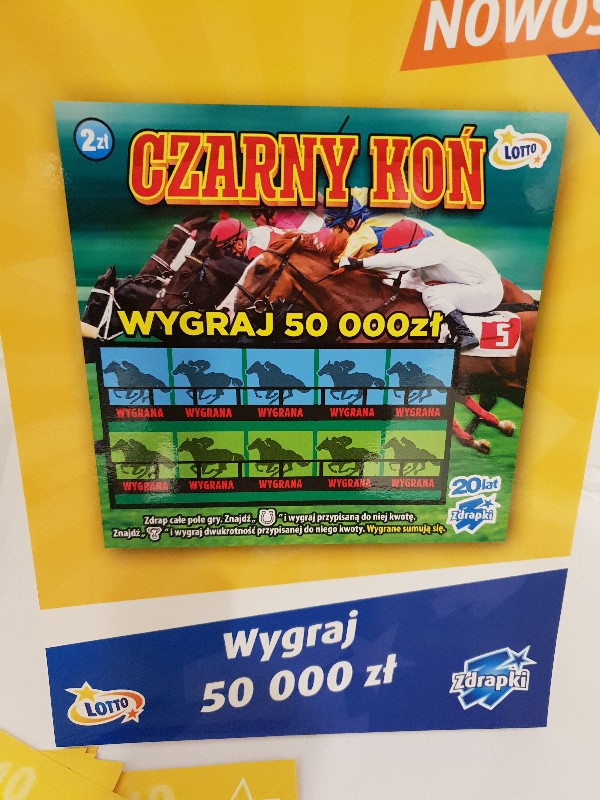 NOWOŚ
2zł
CZARNY KOŃ
LOTTO
WYGRAJ 50 000zł
5
WYGRANA WYGRANA WYGRANA WYGRANA WYGRANA
WYGRANA WYGRANA WYGRANA WYGRANA WYGRANA
20 lat
Zdrapki
Zdrap całe pole gry. Znajdź „ " i wygraj przypisaną do niej kwotę.
Znajdź „ " i wygraj dwukrotność przypisanej do niego kwoty. Wygrane sumują się.
Wygraj
50 000 zł
LOTTO
Zdrapki